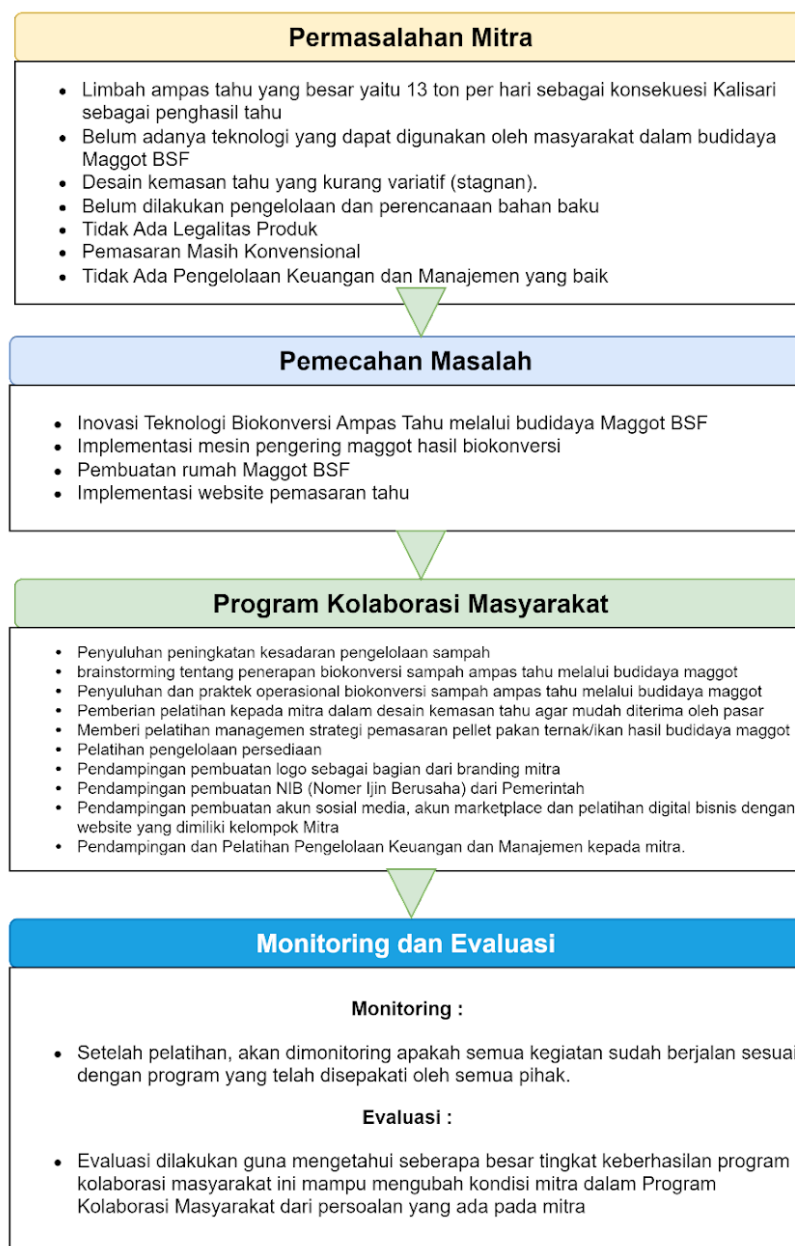 Permasalahan Mitra
• Limbah ampas tahu yang besar yaitu 13 ton per hari sebagai konsekuesi Kalisari
sebagai penghasil tahu
• Belum adanya teknologi yang dapat digunakan oleh masyarakat dalam budidaya
Maggot BSF
• Desain kemasan tahu yang kurang variatif (stagnan).
• Belum dilakukan pengelolaan dan perencanaan bahan baku
• Tidak Ada Legalitas Produk
• Pemasaran Masih Konvensional
• Tidak Ada Pengelolaan Keuangan dan Manajemen yang baik
Pemecahan Masalah
• Inovasi Teknologi Biokonversi Ampas Tahu melalui budidaya Maggot BSF
• Implementasi mesin pengering maggot hasil biokonversi
• Pembuatan rumah Maggot BSF
• Implementasi website pemasaran tahu
Program Kolaborasi Masyarakat
• Penyuluhan peningkatan kesadaran pengelolaan sampah
• brainstorming tentang penerapan biokonversi sampah ampas tahu melalui budidaya maggot
• Penyuluhan dan praktek operasional biokonversi sampah ampas tahu melalui budidaya maggot
• Pemberian pelatihan kepada mitra dalam desain kemasan tahu agar mudah diterima oleh pasar
• Memberi pelatihan managemen strategi pemasaran pellet pakan ternak/ikan hasil budidaya maggot
• Pelatihan pengelolaan persediaan
• Pendampingan pembuatan logo sebagai bagian dari branding mitra
• Pendampingan pembuatan NIB (Nomer Ijin Berusaha) dari Pemerintah
• Pendampingan pembuatan akun sosial media, akun marketplace dan pelatihan digital bisnis dengan
website yang dimiliki kelompok Mitra
• Pendampingan dan Pelatihan Pengelolaan Keuangan dan Manajemen kepada mitra.
Monitoring dan Evaluasi
Monitoring :
• Setelah pelatihan, akan dimonitoring apakah semua kegiatan sudah berjalan sesuai
dengan program yang telah disepakati oleh semua pihak.
Evaluasi :
• Evaluasi dilakukan guna mengetahui seberapa besar tingkat keberhasilan program
kolaborasi masyarakat ini mampu mengubah kondisi mitra dalam Program
Kolaborasi Masyarakat dari persoalan yang ada pada mitra